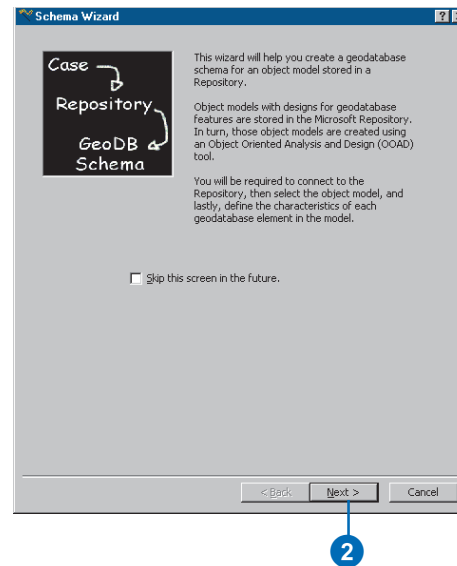 Schema Wizard
?
Case
Repository
GeoDB
Schema
This wizard will help you create a geodatabase
schema for an object model stored in a
Repository.
Object models with designs for geodatabase
features are stored in the Microsoft Repository.
In turn, those object models are created using
an Object Oriented Analysis and Design (OOAD)
tool.
You will be required to connect to the
Repository, then select the object model, and
lastly, define the characteristics of each
geodatabase element in the model.
Skip this screen in the future.
< Back
Next >
Cancel
2